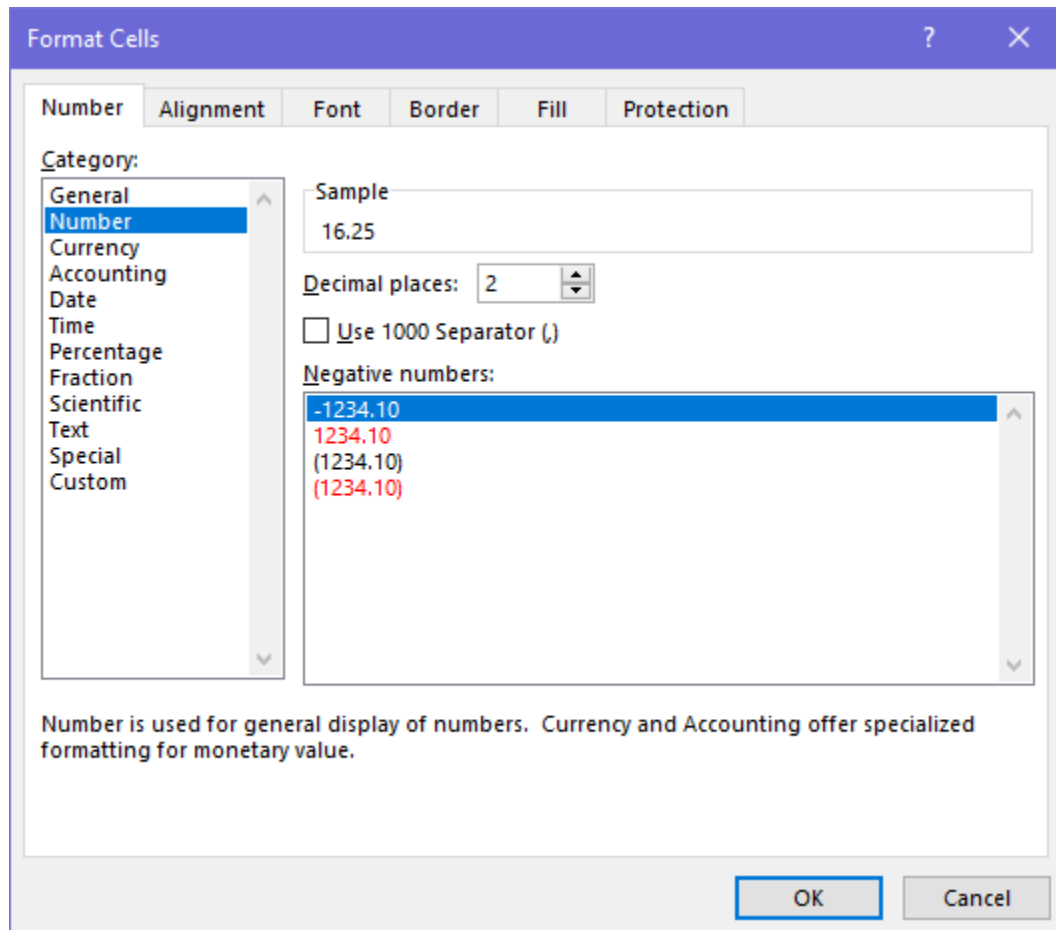 Format Cells ?
Number Alignment Font Border Fill Protection
Category:
General
Number
Currency
Accounting
Date
Time
Percentage
Fraction
Scientific
Text
Special
Custom
Sample
16.25
Decimal places: 2
Use 1000 Separator (,)
Negative numbers:
-1234.10
1234.10
(1234.10)
(1234.10)
Number is used for general display of numbers.  Currency and Accounting offer specialized
formatting for monetary value.
OK Cancel